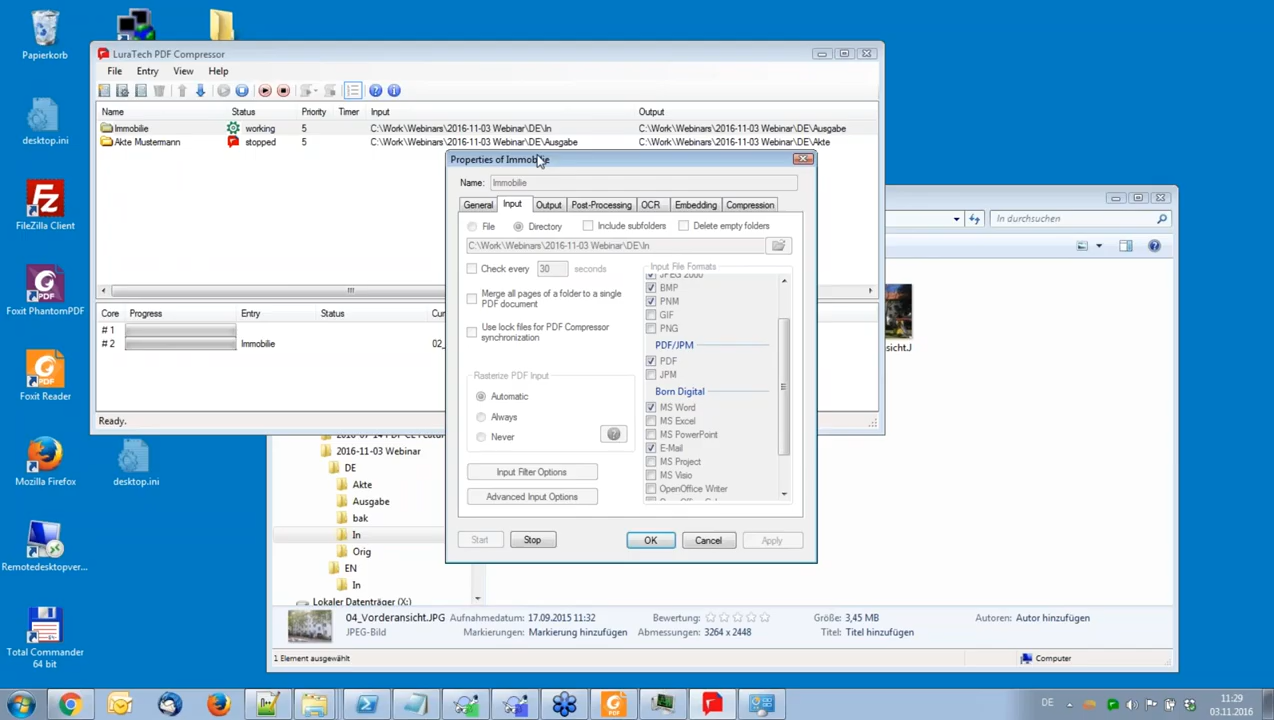 Papierkorb
desktop.ini
FileZilla Client
Foxit PhantomPDF
Foxit Reader
Mozilla Firefox
desktop.ini
Remotedesktopver...
Total Commander
64 bit
LuraTech PDF Compressor
File Entry View Help
Name Status Priority Timer Input Output
Immobilie working 5 C:\Work\Webinars\2016-11-03 Webinar\DE\In C:\Work\Webinars\2016-11-03 Webinar\DE\Ausgabe
Akte Mustermann stopped 5 C:\Work\Webinars\2016-11-03 Webinar\DE\Ausgabe C:\Work\Webinars\2016-11-03 Webinar\DE\Akte
Core Progress Entry Status
# 1
# 2 Immobilie 02_
Ready.
Properties of Immobilie
Name: Immobilie
General Input Output Post-Processing OCR Embedding Compression
File Directory Include subfolders Delete empty folders
C:\Work\Webinars\2016-11-03 Webinar\DE\In
Check every 30 seconds
Merge all pages of a folder to a single
PDF document
Use lock files for PDF Compressor
synchronization
Rasterize PDF Input
Automatic
Always
Never
Input Filter Options
Advanced Input Options
Input File Formats
JPEG 2000
BMP
PNM
GIF
PNG
PDF/JPM
PDF
JPM
Born Digital
MS Word
MS Excel
MS PowerPoint
E-Mail
MS Project
MS Visio
OpenOffice Writer
Start Stop OK Cancel Apply
In durchsuchen
sicht.J
2016-11-03 Webinar
DE
Akte
Ausgabe
bak
In
Orig
EN
In
Lokaler Datenträger (X:)
04_Vorderansicht.JPG Aufnahmedatum: 17.09.2015 11:32 Bewertung: Größe: 3,45 MB Autoren: Autor hinzufügen
JPEG-Bild Markierungen: Markierung hinzufügen Abmessungen: 3264 x 2448 Titel: Titel hinzufügen
1 Element ausgewählt Computer
DE 11:29
03.11.2016